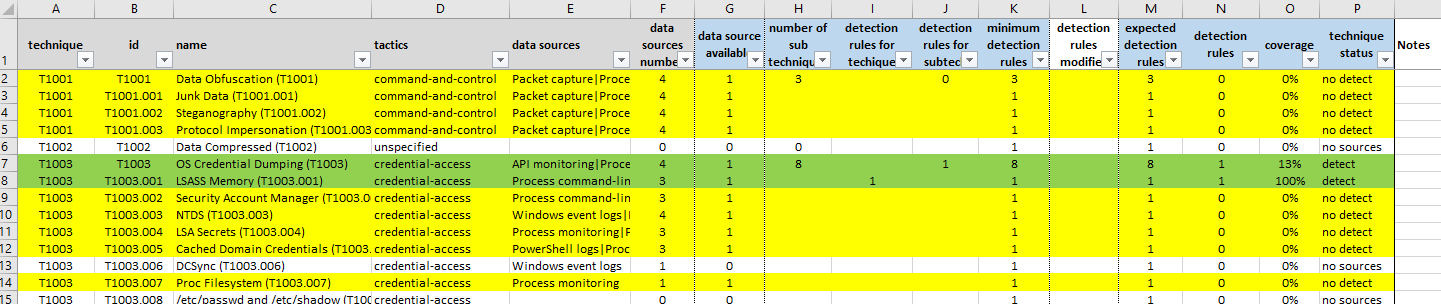 A B C D E F G H I J K L M N O P
1 technique id name tactics data sources data sources numbe data source availabl number of sub techniqu detection rules for techique detection rules for subtec minimum detection rules detection rules modifie expected detection rules detection rules coverage technique status Notes
2 T1001 T1001 Data Obfuscation (T1001) command-and-control Packet capture|Proce 4 1 3 0 3 3 0 0% no detect
3 T1001 T1001.001 Junk Data (T1001.001) command-and-control Packet capture|Proce 4 1 1 1 0 0% no detect
4 T1001 T1001.002 Steganography (T1001.002) command-and-control Packet capture|Proce 4 1 1 1 0 0% no detect
5 T1001 T1001.003 Protocol Impersonation (T1001.003 command-and-control Packet capture|Proce 4 1 1 1 0 0% no detect
6 T1002 T1002 Data Compressed (T1002) unspecified 0 0 0 1 1 0 0% no sources
7 T1003 T1003 OS Credential Dumping (T1003) credential-access API monitoring|Proce 4 1 8 1 8 8 1 13% detect
8 T1003 T1003.001 LSASS Memory (T1003.001) credential-access Process command-lin 3 1 1 1 1 1 100% detect
9 T1003 T1003.002 Security Account Manager (T1003.0 credential-access Process command-lin 3 1 1 1 0 0% no detect
10 T1003 T1003.003 NTDS (T1003.003) credential-access Windows event logs| 4 1 1 1 0 0% no detect
11 T1003 T1003.004 LSA Secrets (T1003.004) credential-access Process monitoring|F 3 1 1 1 0 0% no detect
12 T1003 T1003.005 Cached Domain Credentials (T1003. credential-access PowerShell logs|Proc 3 1 1 1 0 0% no detect
13 T1003 T1003.006 DCSync (T1003.006) credential-access Windows event logs 1 0 1 1 0 0% no sources
14 T1003 T1003.007 Proc Filesystem (T1003.007) credential-access Process monitoring 1 1 1 1 0 0% no detect
15 T1003 T1003.008 /etc/passwd and /etc/shadow (T100 credential-access 0 0 1 1 0 0% no sources